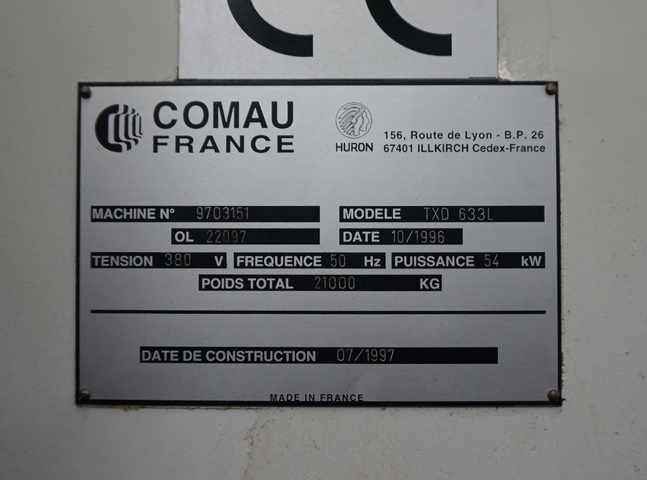 COMAU
FRANCE
HURON
156, Route de Lyon - B.P. 26
67401 ILLKIRCH Cedex-France
MACHINE N° 9703151 MODELE TXD 633L
OL 22097 DATE 10/1996
TENSION 380 V FREQUENCE 50 Hz PUISSANCE 54 kW
POIDS TOTAL 21000 KG
DATE DE CONSTRUCTION 07/1997
MADE IN FRANCE